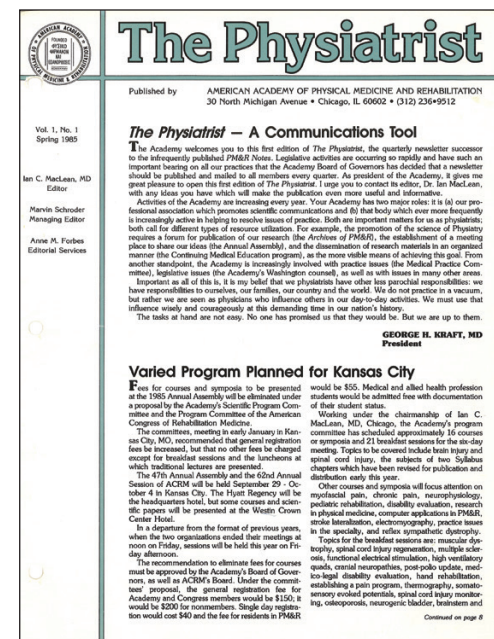 The Physiatrist
Published by
AMERICAN ACADEMY OF PHYSICAL MEDICINE AND REHABILITATION
30 North Michigan Avenue • Chicago, IL 60602 • (312) 236•9512
Vol. 1, No. 1
Spring 1985
Ian C. MacLean, MD
Editor
Marvin Schroder
Managing Editor
Anne M. Forbes
Editorial Services
The Physiatrist — A Communications Tool
The Academy welcomes you to this first edition of The Physiatrist, the quarterly newsletter successor
to the infrequently published PM&R Notes. Legislative activities are occurring so rapidly and have such an
important bearing on all our practices that the Academy Board of Governors has decided that a newsletter
should be published and mailed to all members every quarter. As president of the Academy, it gives me
great pleasure to open this first edition of The Physiatrist. I urge you to contact its editor, Dr. Ian MacLean,
with any ideas you have which will make the publication even more useful and informative.
Activities of the Academy are increasing every year. Your Academy has two major roles: it is (a) our pro-
fessional association which promotes scientific communications and (b) that body which ever more frequently
is increasingly active in helping to resolve issues of practice. Both are important matters for us as physiatrists;
both call for different types of resource utilization. For example, the promotion of the science of Physiatry
requires a forum for publication of our research (the Archives of PM&R), the establishment of a meeting
place to share our ideas (the Annual Assembly), and the dissemination of research materials in an organized
manner (the Continuing Medical Education program), as the more visible means of achieving this goal. From
another standpoint, the Academy is increasingly involved with practice issues (the Medical Practice Com-
mittee), legislative issues (the Academy's Washington counsel), as well as with issues in many other areas.
Important as all of this is, it is my belief that we physiatrists have other less parochial responsibilities: we
have responsibilities to ourselves, our families, our country and the world. We do not practice in a vacuum,
but rather we are seen as physicians who influence others in our day-to-day activities. We must use that
influence wisely and courageously at this demanding time in our nation's history.
The tasks at hand are not easy. No one has promised us that they would be. But we are up to them.
GEORGE H. KRAFT, MD
President
Varied Program Planned for Kansas City
Fees for courses and symposia to be presented
at the 1985 Annual Assembly will be eliminated under
a proposal by the Academy's Scientific Program Com-
mittee and the Program Committee of the American
Congress of Rehabilitation Medicine.
The committees, meeting in early January in Kan-
sas City, MO, recommended that general registration
fees be increased, but that no other fees be charged
except for breakfast sessions and the luncheons at
which traditional lectures are presented.
The 47th Annual Assembly and the 62nd Annual
Session of ACRM will be held September 29 - Oc-
tober 4 in Kansas City. The Hyatt Regency will be
the headquarters hotel, but some courses and scien-
tific papers will be presented at the Westin Crown
Center Hotel.
In a departure from the format of previous years,
when the two organizations ended their meetings at
noon on Friday, sessions will be held this year on Fri-
day afternoon.
The recommendation to eliminate fees for courses
must be approved by the Academy's Board of Gover-
nors, as well as ACRM's Board. Under the commit-
tees' proposal, the general registration fee for
Academy and Congress members would be $150; it
would be $200 for nonmembers. Single day registra-
tion would cost $40 and the fee for residents in PM&R
would be $55. Medical and allied health profession
students would be admitted free with documentation
of their student status.
Working under the chairmanship of Ian C.
MacLean, MD, Chicago, the Academy's program
committee has scheduled approximately 16 courses
or symposia and 21 breakfast sessions for the six-day
meeting. Topics to be covered include brain injury and
spinal cord injury, the subjects of two Syllabus
chapters which have been revised for publication and
distribution early this year.
Other courses and symposia will focus attention on
myofascial pain, chronic pain, neurophysiology,
pediatric rehabilitation, disability evaluation, research
in physical medicine, computer applications in PM&R,
stroke lateralization, electromyography, practice issues
in the specialty, and reflex sympathetic dystrophy.
Topics for the breakfast sessions are: muscular dys-
trophy, spinal cord injury regeneration, multiple scler-
osis, functional electrical stimulation, high ventilatory
quads, cranial neuropathies, post-polio update, med-
ico-legal disability evaluation, hand rehabilitation,
establishing a pain program, thermography, somato-
sensory evoked potentials, spinal cord injury monitor-
ing, osteoporosis, neurogenic bladder, brainstem and
Continued on page 8